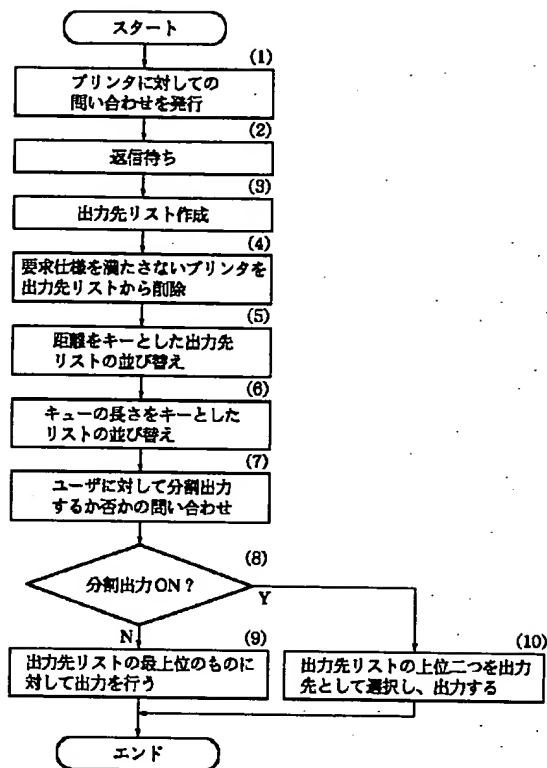 スタート
(1)
プリンタに対しての
問い合わせを発行
(2)
返信待ち
(3)
出力先リスト作成
(4)
要求仕様を満たさないプリンタを
出力先リストから削除
(5)
距離をキーとした出力先
リストの並び替え
(6)
キューの長さをキーとした
リストの並び替え
(7)
ユーザに対して分割出力
するか否かの問い合わせ
(8)
分割出力ON？
Y
N
(9)
出力先リストの最上位のものに
対して出力を行う
(10)
出力先リストの上位二つを出力
先として選択し、出力する
エンド